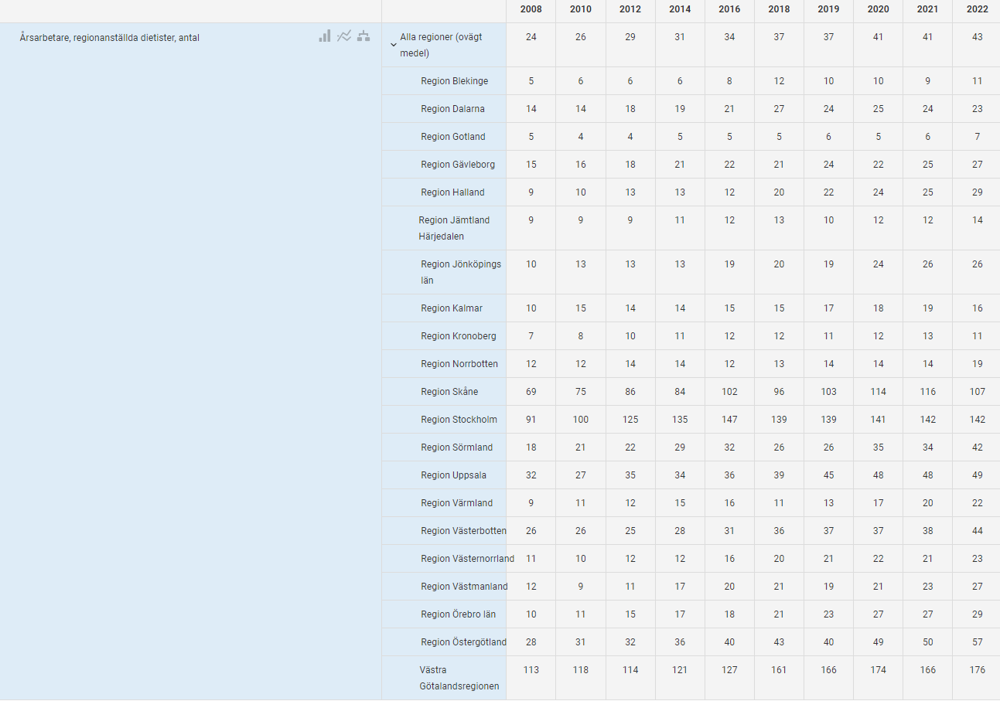 2008 2010 2012 2014 2016 2018 2019 2020 2021 2022
Årsarbetare, regionanställda dietister, antal
Alla regioner (ovägt 24 26 29 31 34 37 37 41 41 43
medel)
Region Blekinge 5 6 6 6 8 12 10 10 9 11
Region Dalarna 14 14 18 19 21 27 24 25 24 23
Region Gotland 5 4 4 5 5 5 6 5 6 7
Region Gävleborg 15 16 18 21 22 21 24 22 25 27
Region Halland 9 10 13 13 12 20 22 24 25 29
Region Jämtland 9 9 9 11 12 13 10 12 12 14
Härjedalen
Region Jönköpings 10 13 13 13 19 20 19 24 26 26
län
Region Kalmar 10 15 14 14 15 15 17 18 19 16
Region Kronoberg 7 8 10 11 12 12 11 12 13 11
Region Norrbotten 12 12 14 14 12 13 14 14 14 19
Region Skåne 69 75 86 84 102 96 103 114 116 107
Region Stockholm 91 100 125 135 147 139 139 141 142 142
Region Sörmland 18 21 22 29 32 26 26 35 34 42
Region Uppsala 32 27 35 34 36 39 45 48 48 49
Region Värmland 9 11 12 15 16 11 13 17 20 22
Region Västerbotten 26 26 25 28 31 36 37 37 38 44
Region Västernorrland 11 10 12 12 16 20 21 22 21 23
Region Västmanland 12 9 11 17 20 21 19 21 23 27
Region Örebro län 10 11 15 17 18 21 23 27 27 29
Region Östergötland 28 31 32 36 40 43 40 49 50 57
Västra 113 118 114 121 127 161 166 174 166 176
Götalandsregionen